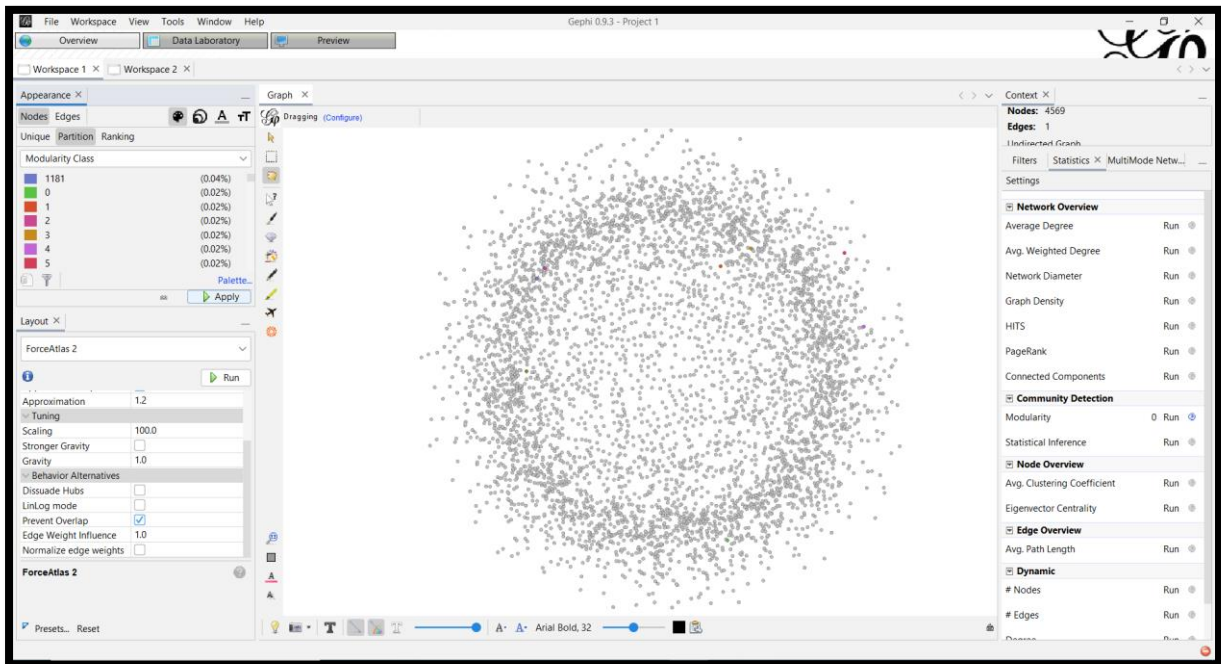 File Workspace View Tools Window Help
Gephi 0.9.3 - Project 1
Overview Data Laboratory Preview
Workspace 1 Workspace 2
Appearance
Nodes Edges
Unique Partition Ranking
Modularity Class
1181 (0.04%)
0 (0.02%)
1 (0.02%)
2 (0.02%)
3 (0.02%)
4 (0.02%)
5 (0.02%)
Palette...
Apply
Layout
ForceAtlas 2
Run
Approximation 1.2
Tuning
Scaling 100.0
Stronger Gravity
Gravity 1.0
Behavior Alternatives
Dissuade Hubs
LinLog mode
Prevent Overlap
Edge Weight Influence 1.0
Normalize edge weights
ForceAtlas 2
Presets... Reset
Graph
Dragging (Configure)
Arial Bold, 32
Context
Nodes: 4569
Edges: 1
Undirected Graph
Filters Statistics MultiMode Netw...
Settings
Network Overview
Average Degree Run
Avg. Weighted Degree Run
Network Diameter Run
Graph Density Run
HITS Run
PageRank Run
Connected Components Run
Community Detection
Modularity 0 Run
Statistical Inference Run
Node Overview
Avg. Clustering Coefficient Run
Eigenvector Centrality Run
Edge Overview
Avg. Path Length Run
Dynamic
# Nodes Run
# Edges Run
Degree Run